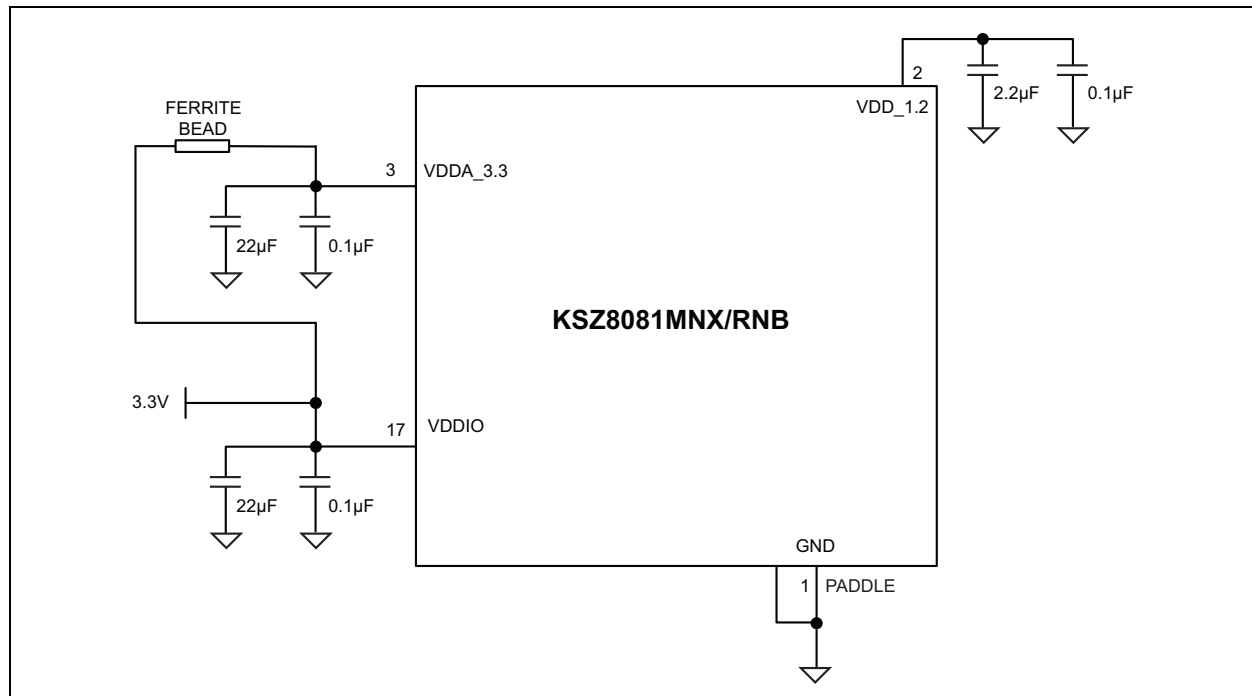 2
VDD_1.2
2.2µF
0.1µF
FERRITE
BEAD
3
VDDA_3.3
22µF
0.1µF
KSZ8081MNX/RNB
3.3V
17
VDDIO
22µF
0.1µF
GND
1
PADDLE